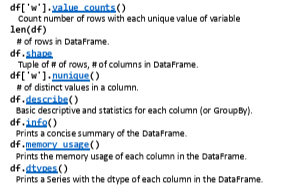 df['w'].value_counts()
Count number of rows with each unique value of variable
len(df)
# of rows in DataFrame.
df.shape
Tuple of # of rows, # of columns in DataFrame.
df['w'].nunique()
# of distinct values in a column.
df.describe()
Basic descriptive and statistics for each column (or GroupBy).
df.info()
Prints a concise summary of the DataFrame.
df.memory_usage()
Prints the memory usage of each column in the DataFrame.
df.dtypes()
Prints a Series with the dtype of each column in the DataFrame.